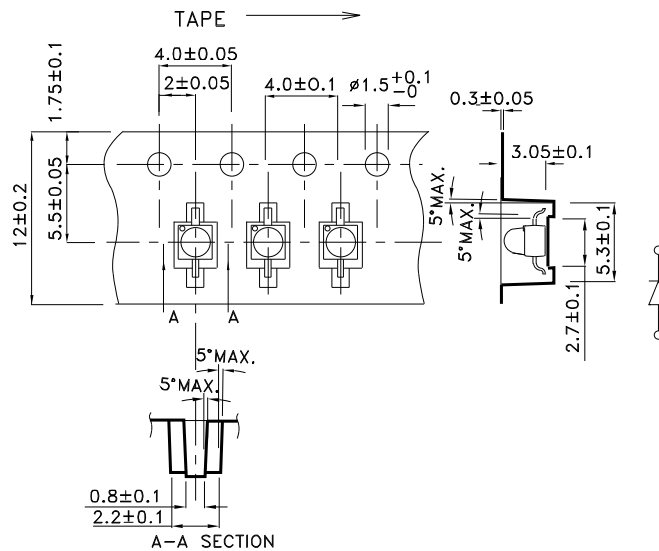 TAPE
4.0±0.05
2±0.05
4.0±0.1
ø1.5+0.1
-0
1.75±0.1
5.5±0.05
12±0.2
0.3±0.05
3.05±0.1
5°MAX.
5°MAX.
5.3±0.1
2.7±0.1
A
A
5°MAX.
5°MAX.
0.8±0.1
2.2±0.1
A-A SECTION